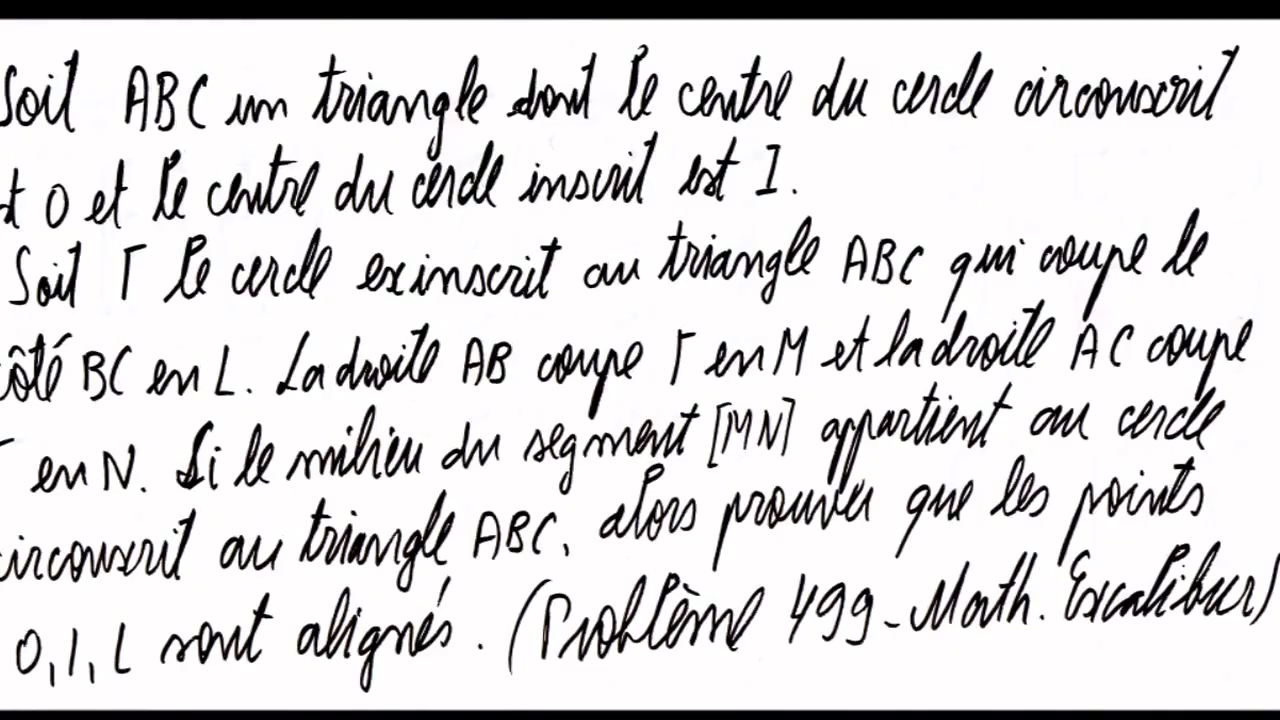 Soit ABC un triangle dont le centre du cercle circonscrit
st O et le centre du cercle inscrit est I.
Soit Γ le cercle exinscrit au triangle ABC qui coupe le
côté BC en L. La droite AB coupe Γ en M et la droite AC coupe
Γ en N. Si le milieu du segment [MN] appartient au cercle
circonscrit au triangle ABC, alors prouver que les points
O, I, L sont alignés. (Problème 499-Math. Excalibur)